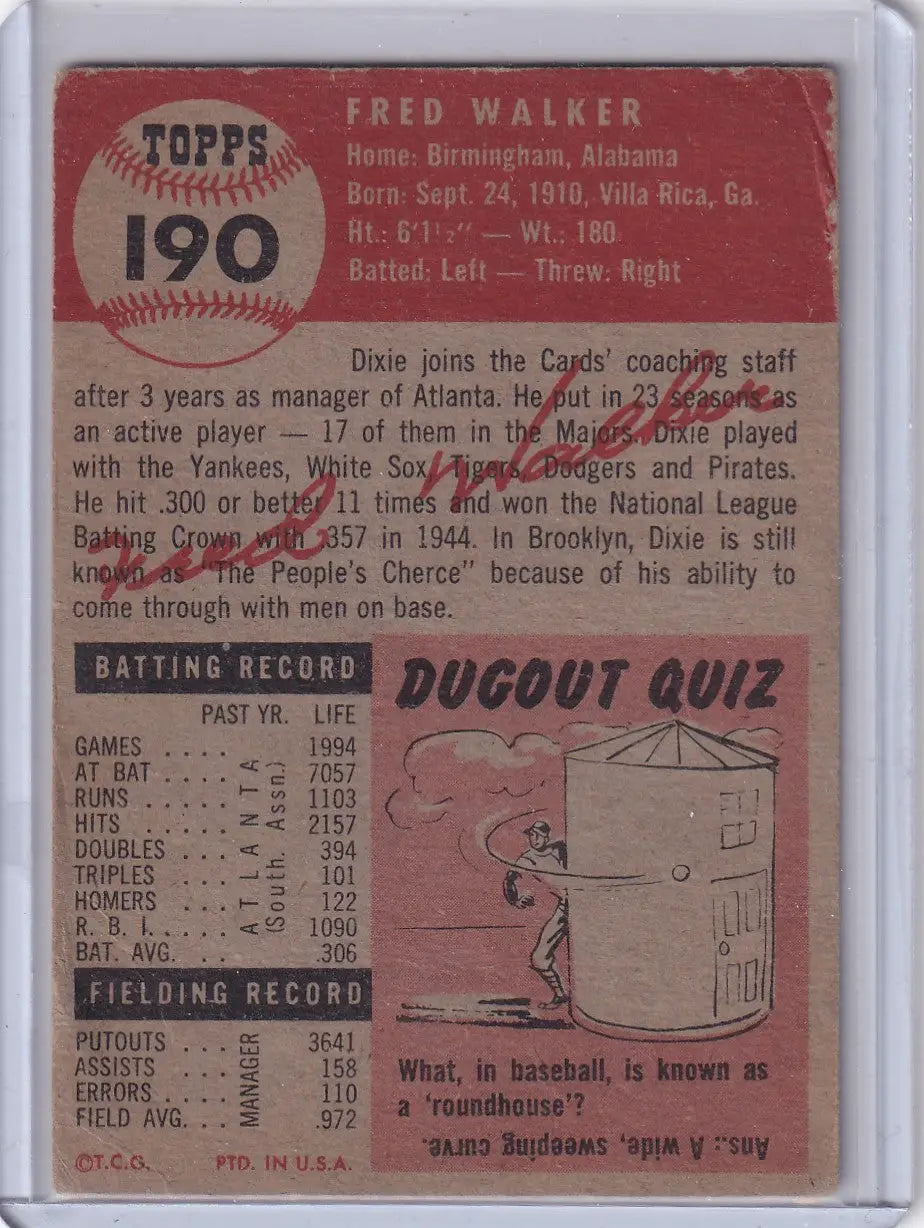 TOPPS
190
FRED WALKER
Home: Birmingham, Alabama
Born: Sept. 24, 1910, Villa Rica, Ga.
Ht.: 6'1½" — Wt.: 180
Batted: Left — Threw: Right
Dixie joins the Cards' coaching staff
after 3 years as manager of Atlanta. He put in 23 seasons as
an active player — 17 of them in the Majors. Dixie played
with the Yankees, White Sox, Tigers, Dodgers and Pirates.
He hit .300 or better 11 times and won the National League
Batting Crown with .357 in 1944. In Brooklyn, Dixie is still
known as "The People's Cherce" because of his ability to
come through with men on base.
Fred Walker
BATTING RECORD
PAST YR. LIFE
GAMES .... 1994
AT BAT .... 7057
RUNS ..... 1103
HITS ..... 2157
DOUBLES ... 394
TRIPLES ... 101
HOMERS ... 122
R. B. I. .... 1090
BAT. AVG. .. .306
ATLANTA
(South. Assn.)
FIELDING RECORD
PUTOUTS ... 3641
ASSISTS .... 158
ERRORS .... 110
FIELD AVG. .. .972
MANAGER
©T.C.G. PTD. IN U.S.A.
DUGOUT QUIZ
What, in baseball, is known as
a 'roundhouse'?
Ans.: A wide, sweeping curve.